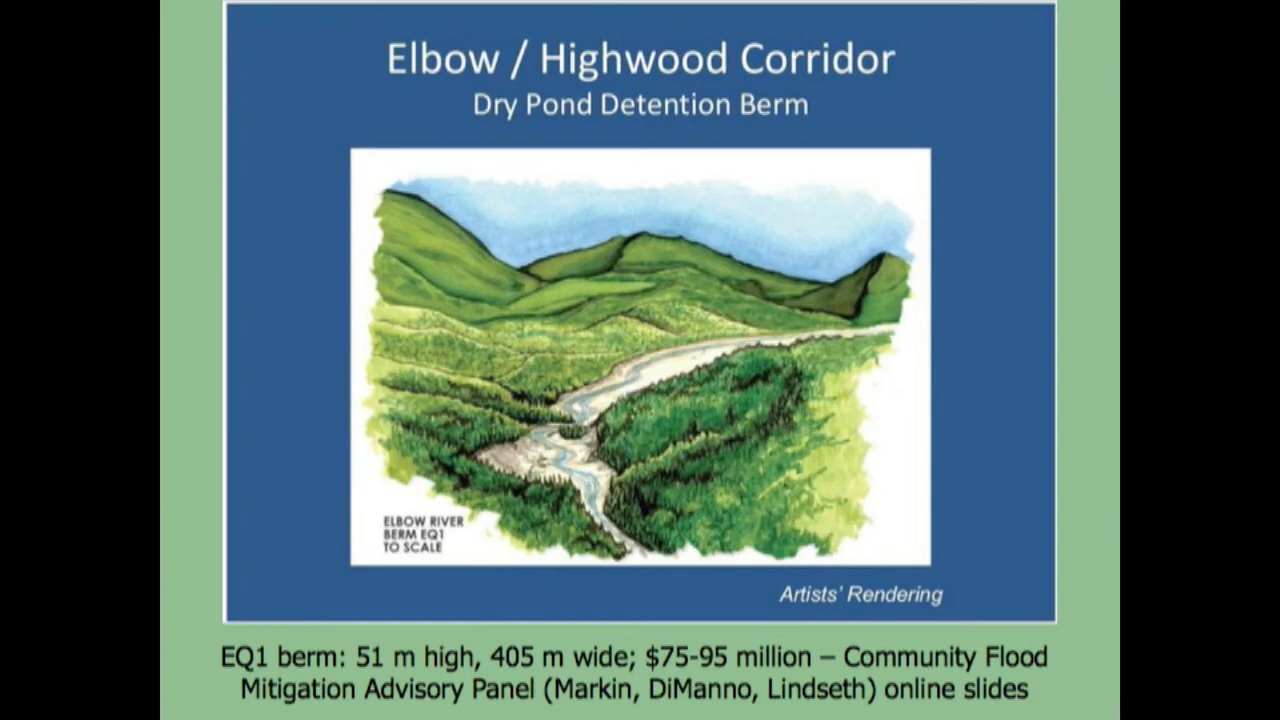 Elbow / Highwood Corridor
Dry Pond Detention Berm
ELBOW RIVER
BERM EQ1
TO SCALE
Artists' Rendering
EQ1 berm: 51 m high, 405 m wide; $75-95 million – Community Flood
Mitigation Advisory Panel (Markin, DiManno, Lindseth) online slides